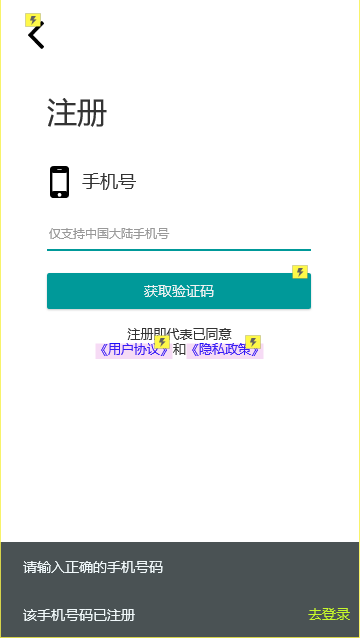 注册
手机号
仅支持中国大陆手机号
获取验证码
注册即代表已同意
《用户协议》和《隐私政策》
请输入正确的手机号码
该手机号码已注册 去登录